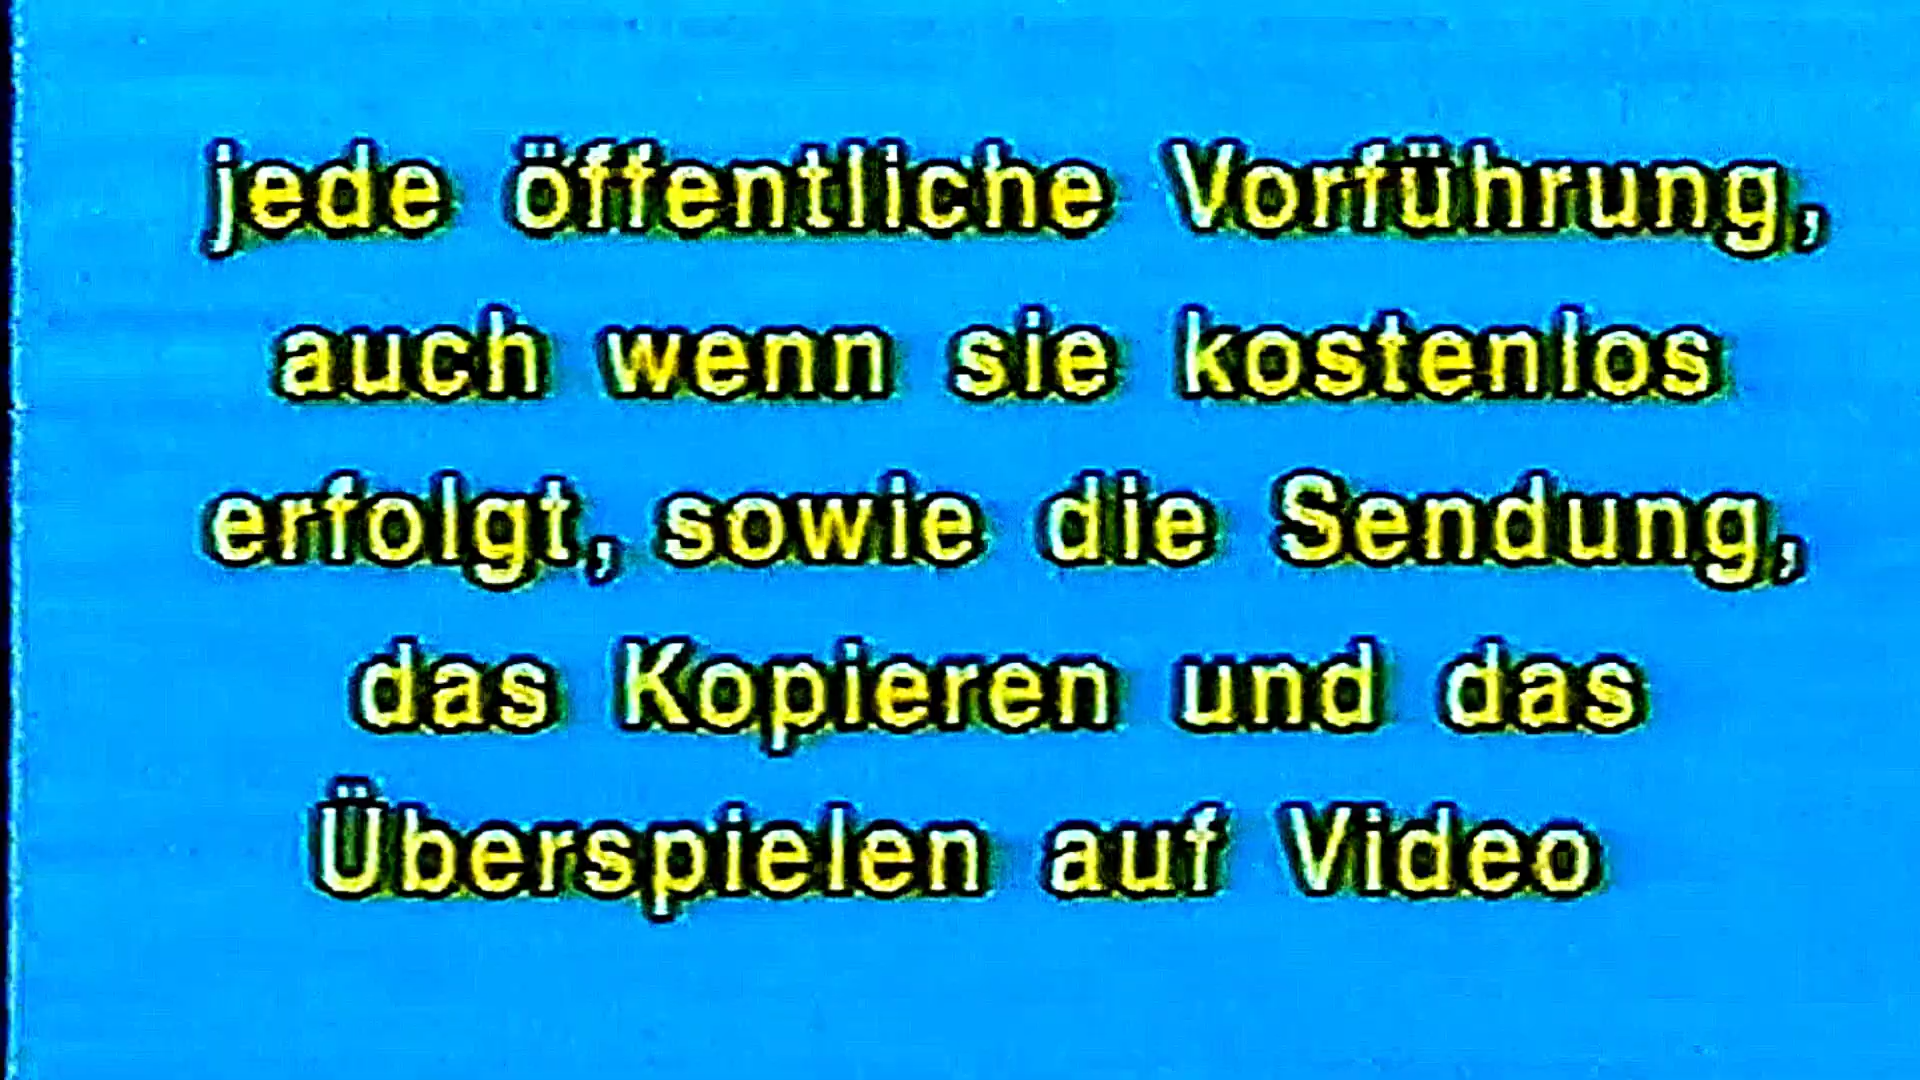 jede öffentliche Vorführung,
auch wenn sie kostenlos
erfolgt, sowie die Sendung,
das Kopieren und das
Überspielen auf Video